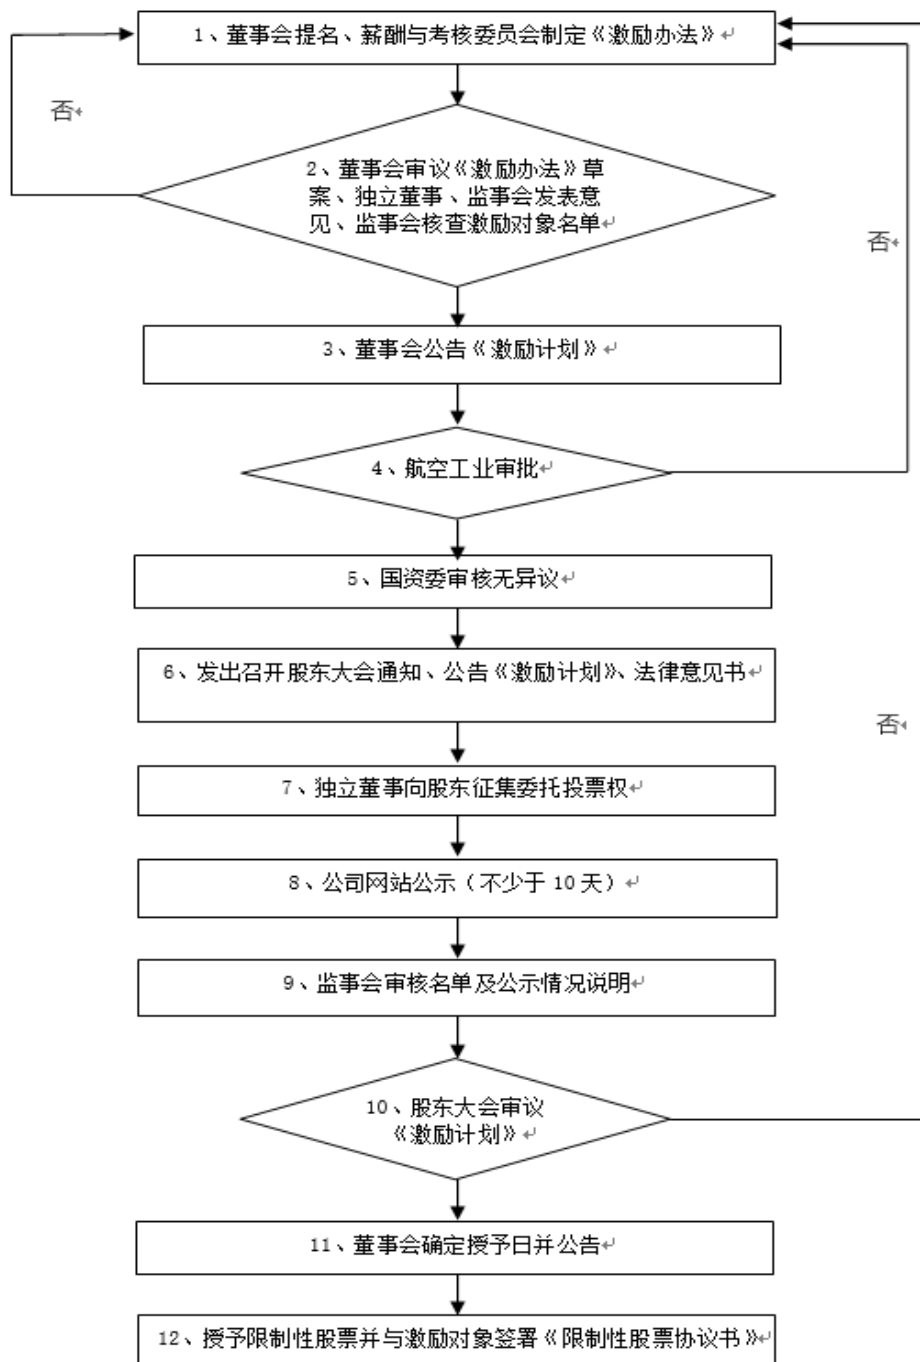 1、董事会提名、薪酬与考核委员会制定《激励办法》
否
2、董事会审议《激励办法》草
案、独立董事、监事会发表意
见、监事会核查激励对象名单
否
3、董事会公告《激励计划》
4、航空工业审批
5、国资委审核无异议
6、发出召开股东大会通知、公告《激励计划》、法律意见书
否
7、独立董事向股东征集委托投票权
8、公司网站公示（不少于 10 天）
9、监事会审核名单及公示情况说明
10、股东大会审议
《激励计划》
11、董事会确定授予日并公告
12、授予限制性股票并与激励对象签署《限制性股票协议书》